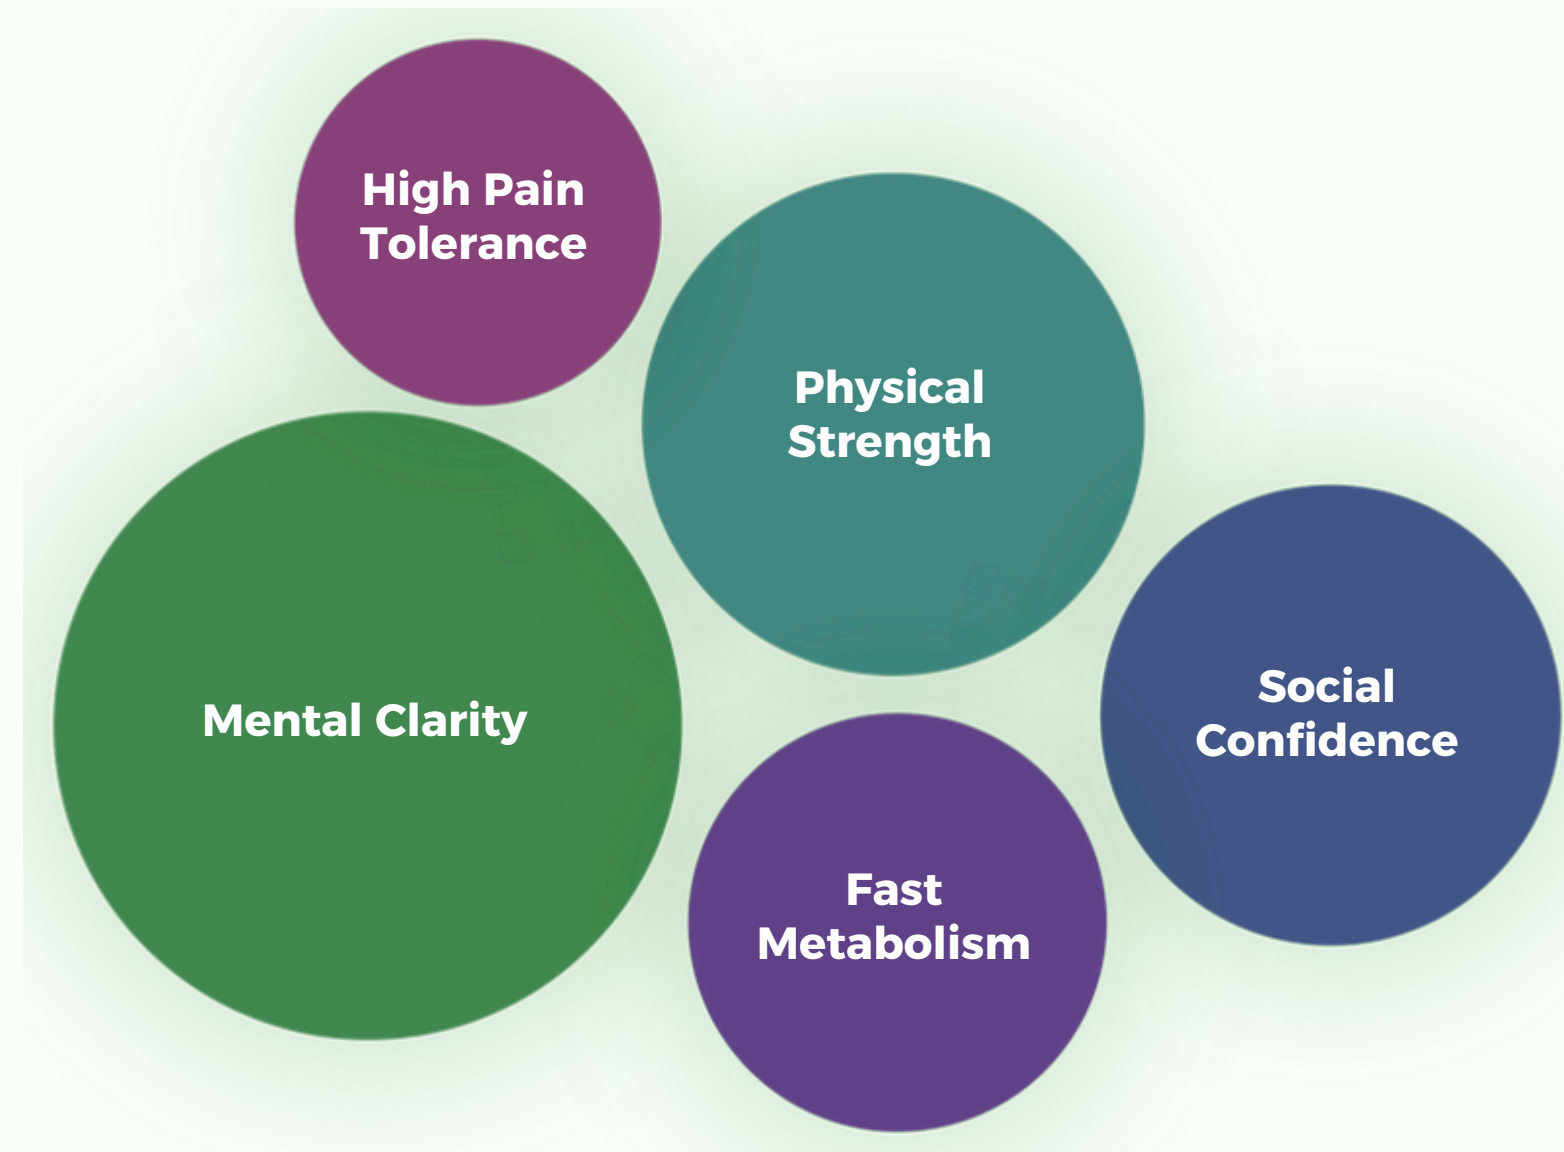 High Pain
Tolerance
Physical
Strength
Mental Clarity
Social
Confidence
Fast
Metabolism